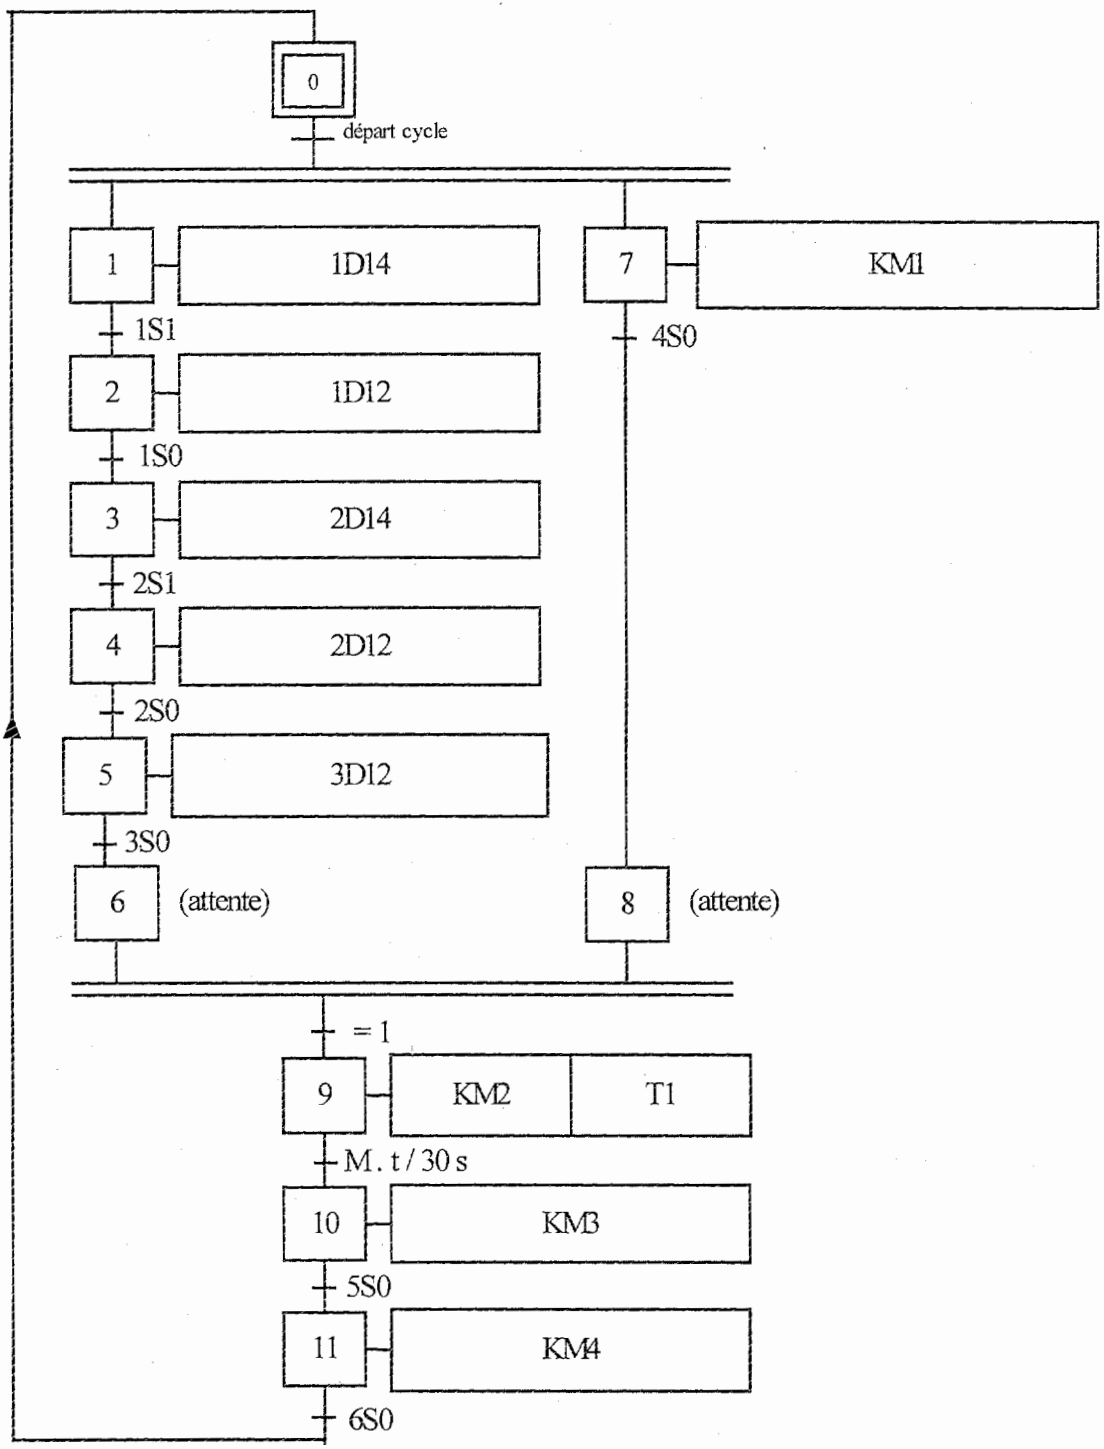 0
départ cycle
1
1D14
7
KM1
1S1
4S0
2
1D12
1S0
3
2D14
2S1
4
2D12
2S0
5
3D12
3S0
6
(attente)
8
(attente)
= 1
9
KM2
T1
M. t / 30 s
10
KM3
5S0
11
KM4
6S0